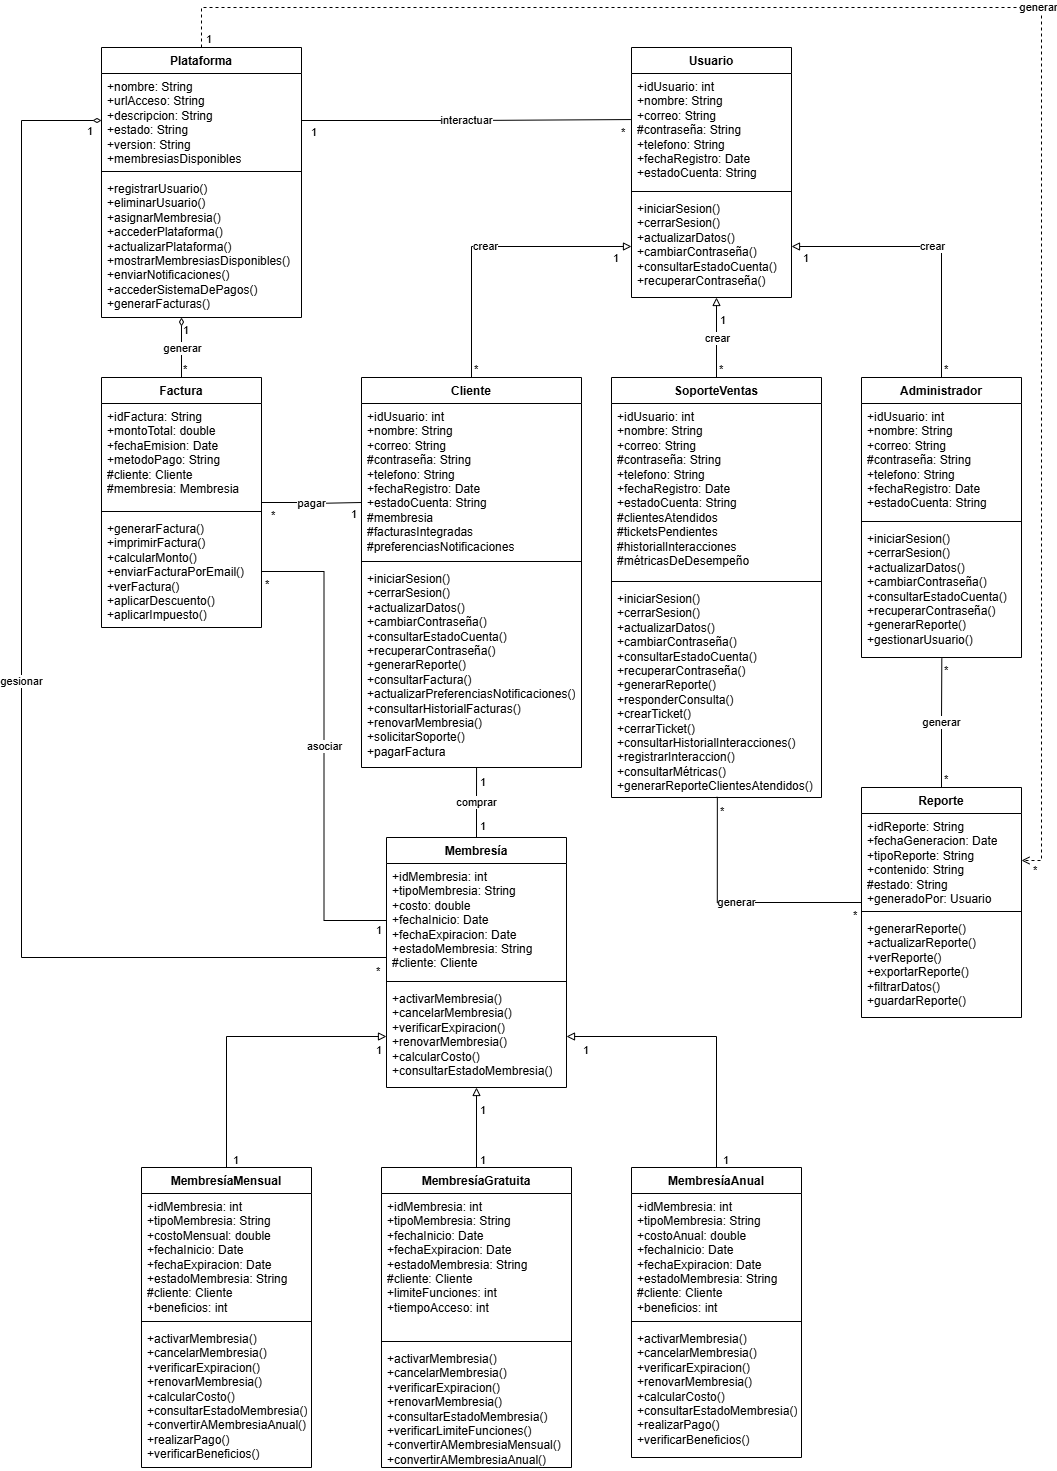 generar
1
Plataforma
+nombre: String
+urlAcceso: String
+descripcion: String
+estado: String
+version: String
+membresiasDisponibles
+registrarUsuario()
+eliminarUsuario()
+asignarMembresia()
+accederPlataforma()
+actualizarPlataforma()
+mostrarMembresiasDisponibles()
+enviarNotificaciones()
+accederSistemaDePagos()
+generarFacturas()
1
1
interactuar
*
Usuario
+idUsuario: int
+nombre: String
+correo: String
#contraseña: String
+telefono: String
+fechaRegistro: Date
+estadoCuenta: String
+iniciarSesion()
+cerrarSesion()
+actualizarDatos()
+cambiarContraseña()
+consultarEstadoCuenta()
+recuperarContraseña()
crear
1
1
crear
1
crear
1
generar
*
*
*
*
Factura
+idFactura: String
+montoTotal: double
+fechaEmision: Date
+metodoPago: String
#cliente: Cliente
#membresia: Membresia
+generarFactura()
+imprimirFactura()
+calcularMonto()
+enviarFacturaPorEmail()
+verFactura()
+aplicarDescuento()
+aplicarImpuesto()
pagar
*
1
*
Cliente
+idUsuario: int
+nombre: String
+correo: String
#contraseña: String
+telefono: String
+fechaRegistro: Date
+estadoCuenta: String
#membresia
#facturasIntegradas
#preferenciasNotificaciones
+iniciarSesion()
+cerrarSesion()
+actualizarDatos()
+cambiarContraseña()
+consultarEstadoCuenta()
+recuperarContraseña()
+generarReporte()
+consultarFactura()
+actualizarPreferenciasNotificaciones()
+consultarHistorialFacturas()
+renovarMembresia()
+solicitarSoporte()
+pagarFactura
SoporteVentas
+idUsuario: int
+nombre: String
+correo: String
#contraseña: String
+telefono: String
+fechaRegistro: Date
+estadoCuenta: String
#clientesAtendidos
#ticketsPendientes
#historialInteracciones
#métricasDeDesempeño
+iniciarSesion()
+cerrarSesion()
+actualizarDatos()
+cambiarContraseña()
+consultarEstadoCuenta()
+recuperarContraseña()
+generarReporte()
+responderConsulta()
+crearTicket()
+cerrarTicket()
+consultarHistorialInteracciones()
+registrarInteraccion()
+consultarMétricas()
+generarReporteClientesAtendidos()
Administrador
+idUsuario: int
+nombre: String
+correo: String
#contraseña: String
+telefono: String
+fechaRegistro: Date
+estadoCuenta: String
+iniciarSesion()
+cerrarSesion()
+actualizarDatos()
+cambiarContraseña()
+consultarEstadoCuenta()
+recuperarContraseña()
+generarReporte()
+gestionarUsuario()
*
generar
*
gesionar
asociar
1
comprar
1
*
generar
*
*
Reporte
+idReporte: String
+fechaGeneracion: Date
+tipoReporte: String
+contenido: String
#estado: String
+generadoPor: Usuario
+generarReporte()
+actualizarReporte()
+verReporte()
+exportarReporte()
+filtrarDatos()
+guardarReporte()
Membresía
+idMembresia: int
+tipoMembresia: String
+costo: double
+fechaInicio: Date
+fechaExpiracion: Date
+estadoMembresia: String
#cliente: Cliente
+activarMembresia()
+cancelarMembresia()
+verificarExpiracion()
+renovarMembresia()
+calcularCosto()
+consultarEstadoMembresia()
1
*
1
1
1
1
1
1
MembresíaMensual
+idMembresia: int
+tipoMembresia: String
+costoMensual: double
+fechaInicio: Date
+fechaExpiracion: Date
+estadoMembresia: String
#cliente: Cliente
+beneficios: int
+activarMembresia()
+cancelarMembresia()
+verificarExpiracion()
+renovarMembresia()
+calcularCosto()
+consultarEstadoMembresia()
+convertirAMembresiaAnual()
+realizarPago()
+verificarBeneficios()
MembresíaGratuita
+idMembresia: int
+tipoMembresia: String
+fechaInicio: Date
+fechaExpiracion: Date
+estadoMembresia: String
#cliente: Cliente
+limiteFunciones: int
+tiempoAcceso: int
+activarMembresia()
+cancelarMembresia()
+verificarExpiracion()
+renovarMembresia()
+consultarEstadoMembresia()
+verificarLimiteFunciones()
+convertirAMembresiaMensual()
+convertirAMembresiaAnual()
MembresíaAnual
+idMembresia: int
+tipoMembresia: String
+costoAnual: double
+fechaInicio: Date
+fechaExpiracion: Date
+estadoMembresia: String
#cliente: Cliente
+beneficios: int
+activarMembresia()
+cancelarMembresia()
+verificarExpiracion()
+renovarMembresia()
+calcularCosto()
+consultarEstadoMembresia()
+realizarPago()
+verificarBeneficios()